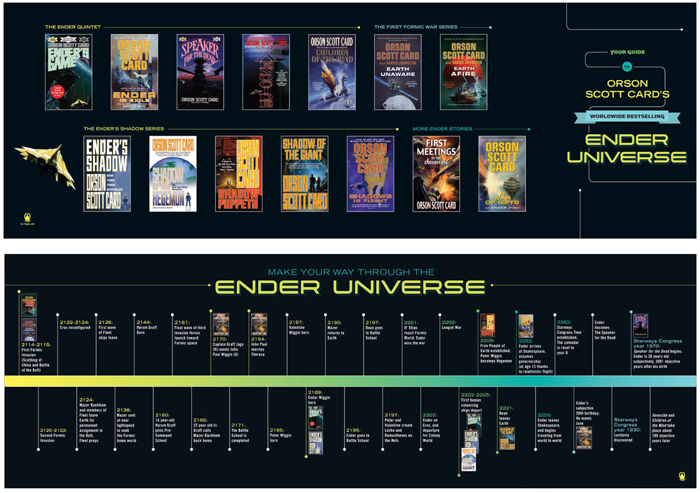 THE ENDER QUINTET
THE FIRST FORMIC WAR SERIES
ENDER'S GAME
ORSON SCOTT CARD
ENDER IN EXILE
SPEAKER FOR THE DEAD
ORSON SCOTT CARD
ORSON SCOTT CARD
CHILDREN OF THE MIND
ORSON SCOTT CARD
EARTH UNAWARE
ORSON SCOTT CARD
EARTH AFIRE
THE ENDER'S SHADOW SERIES
MORE ENDER STORIES
ENDER'S SHADOW
ORSON SCOTT CARD
ORSON SCOTT CARD
SHADOW
HEGEMON
ORSON SCOTT CARD
SHADOW PUPPETS
SHADOW OF THE GIANT
ORSON SCOTT CARD
ORSON SCOTT CARD
SHADOWS IN FLIGHT
FIRST MEETINGS
ORSON SCOTT CARD
ORSON SCOTT CARD
WAR OF GIFTS
YOUR GUIDE
TO
ORSON
SCOTT CARD'S
WORLDWIDE BESTSELLING
ENDER
UNIVERSE
MAKE YOUR WAY THROUGH THE
ENDER UNIVERSE
2114-2115:
First Formic
Invasion
(Scathing of
China and Battle
of the Belt)
2122-2124:
Eros reconfigured
2126:
First wave
of Fleet
ships leave
2144:
Hyrum Graff
born
2161:
Final wave of third
invasion forces
launch toward
Formic space
2170:
Captain Graff (age
26) meets John
Paul Wiggin (5)
2184:
John Paul
marries
Theresa
2187:
Valentine
Wiggin born
2190:
Mazer
returns to
Earth
2197:
Bean goes
to Battle
School
2201:
IF Ships
reach Formic
World; Ender
wins the war
2202:
League War
2209:
Free People of
Earth established,
Peter Wiggin
becomes Hegemon
Ender arrives
at Shakespeare,
assumes
governorship
(at age 13 thanks
to relativistic flight)
Starways
Congress Time
established.
The calendar
is reset to
year 0
Ender
becomes
The Speaker
for the Dead
Starways Congress
year 1970:
Speaker for the Dead begins.
Ender is 36 years old
subjectively, 3081 objective
years after his birth
2120-2122:
Second Formic
Invasion
2124:
Mazer Rackham
and members of
Fleet leave
Earth for
permanent
assignment in
the Belt,
Fleet preps
2136:
Mazer sent
at near
lightspeed
to seek
the Formic
home world
2160:
16 year old
Hyrum Graff
joins Pre-
Command
School
2166:
22 year old Lt.
Graff calls
Mazer Rackham
back home
2171:
The Battle
School is
completed
2185:
Peter Wiggin
born
2189:
Ender Wiggin
born
2195:
Ender goes to
Battle School
2197:
Peter and
Valentine create
Locke and
Demosthenes on
the Nets
2202:
Ender on
Eros, and
departure
for Colony
World
2202-2205:
First human
colonizing
ships depart
2221:
Bean
leaves
Earth
Ender leaves
Shakespeare,
and begins
traveling from
world to world
Ender's
subjective
20th birthday.
He meets
Jane
Starways
Congress
year 1830:
Lusitania
discovered
Xenocide and
Children of
the Mind take
place about
100 objective
years later